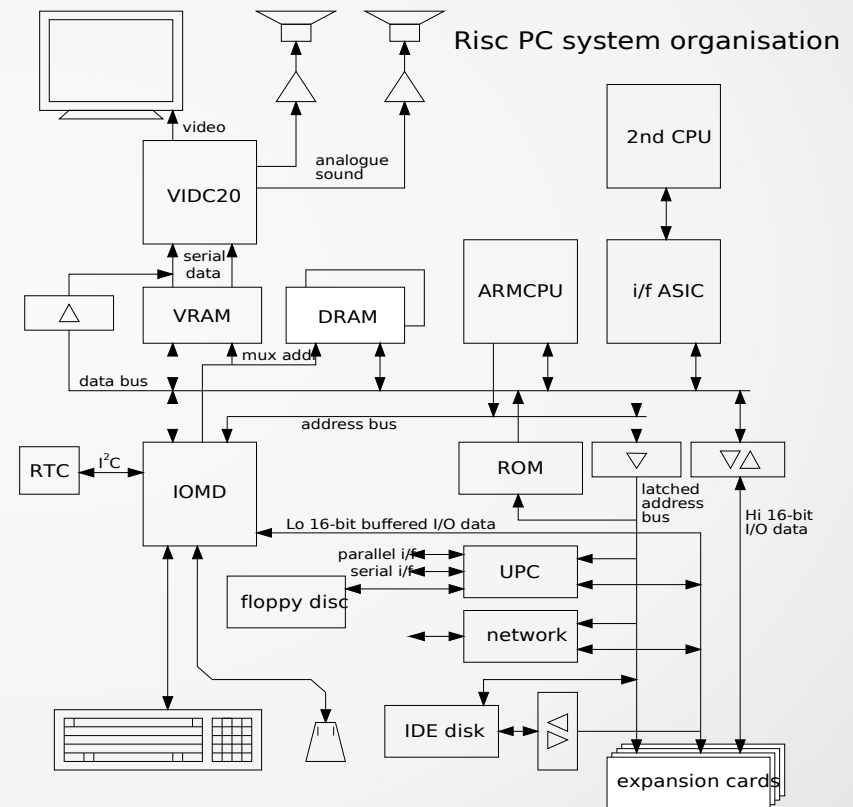 Risc PC system organisation
video
analogue
sound
2nd CPU
VIDC20
serial
data
ARMCPU
i/f ASIC
VRAM
DRAM
mux addr
data bus
address bus
RTC
I²C
IOMD
ROM
latched
address
bus
Hi 16-bit
I/O data
Lo 16-bit buffered I/O data
parallel i/f
serial i/f
UPC
floppy disc
network
IDE disk
expansion cards